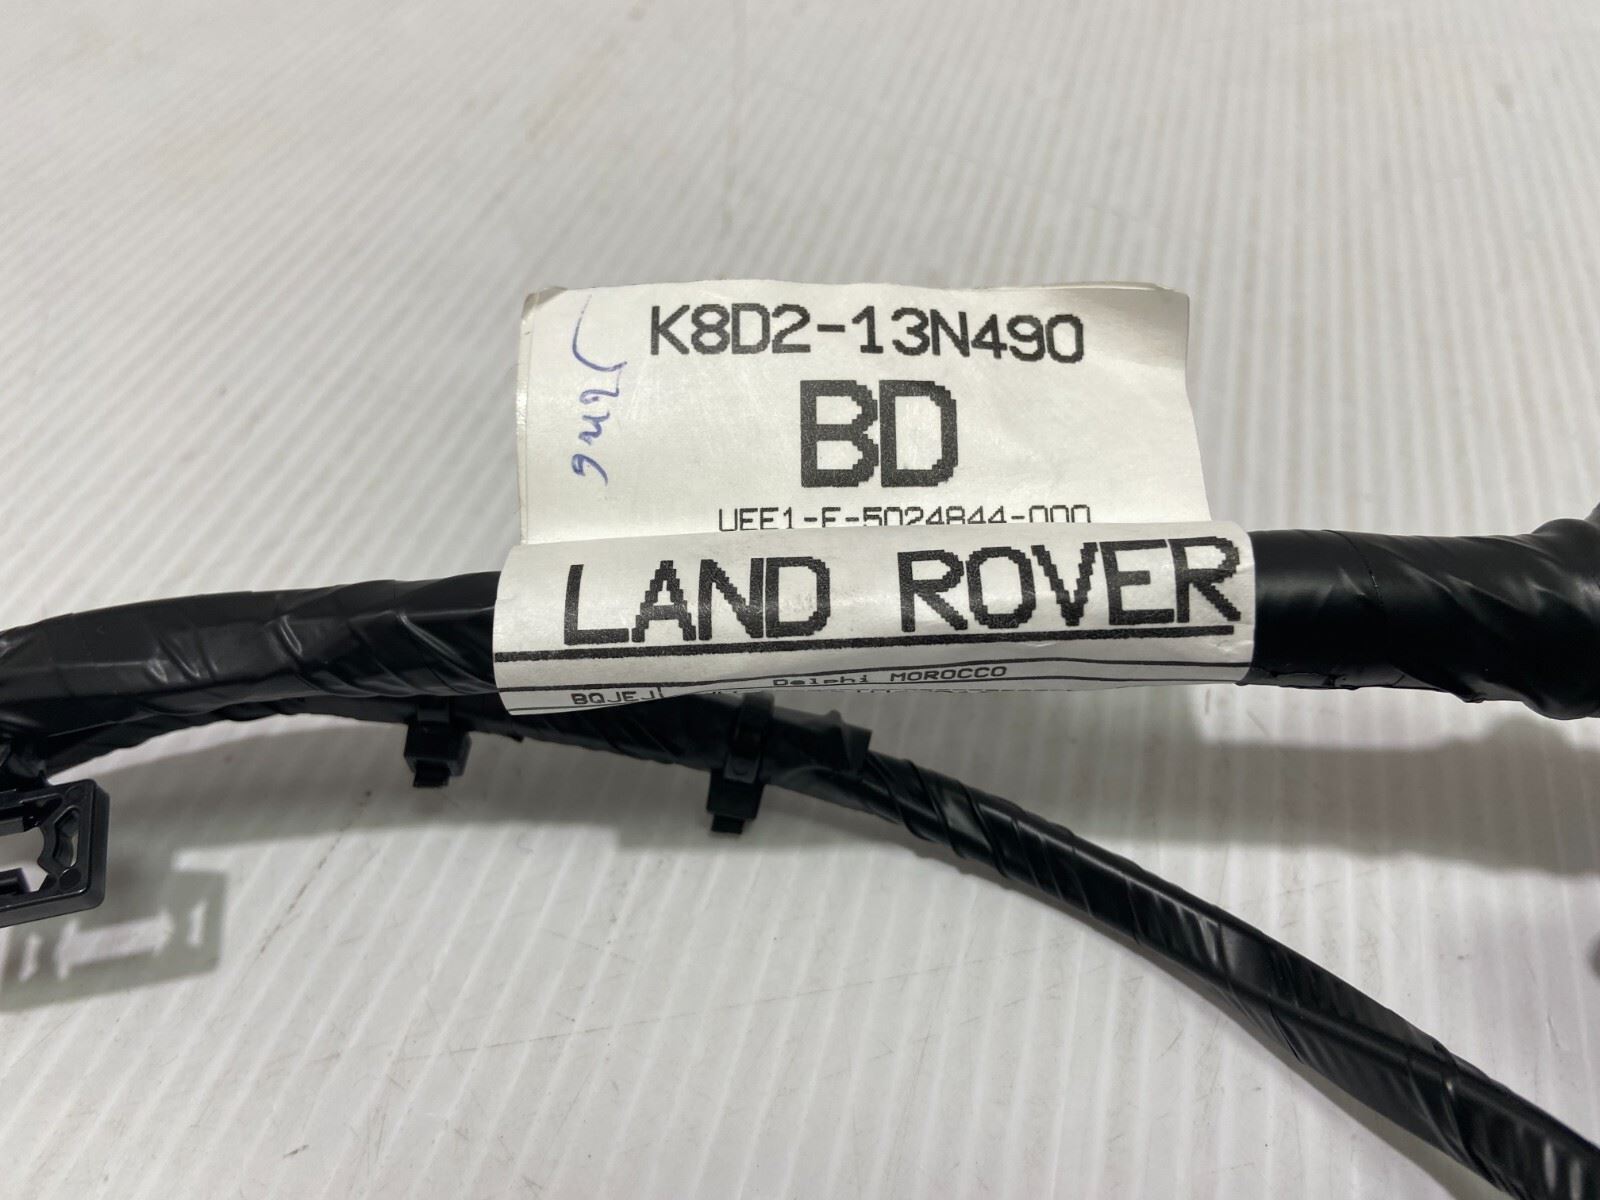 K8D2-13N490
BD
UEE1-E-5024844-000
LAND ROVER
Delphi MOROCCO
BQJEJ